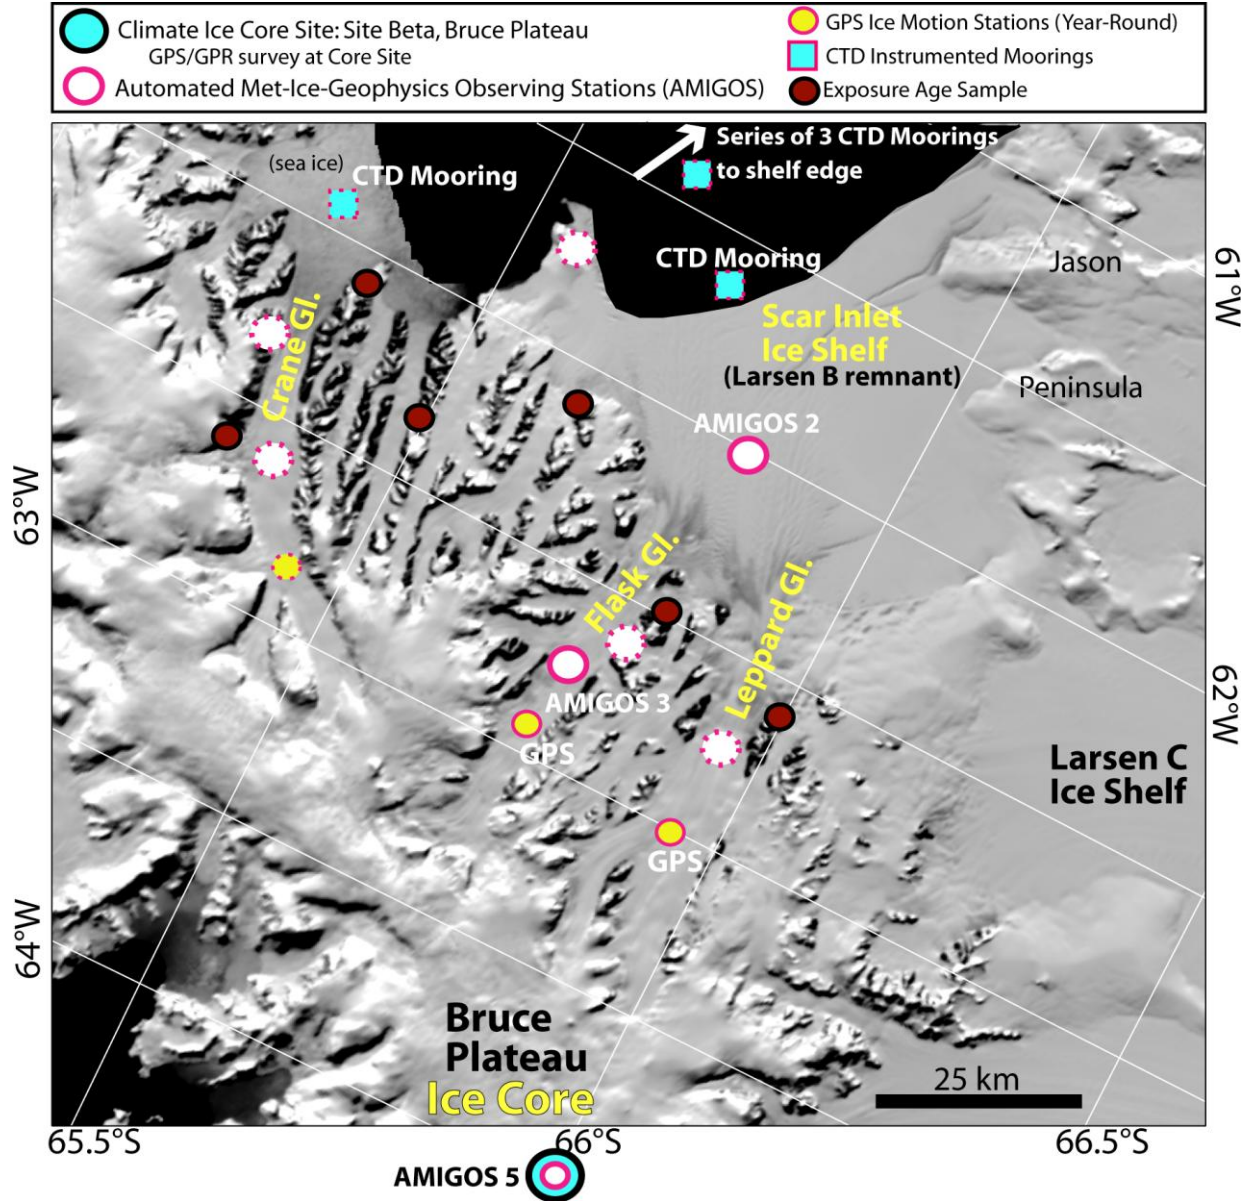 Climate Ice Core Site: Site Beta, Bruce Plateau
GPS/GPR survey at Core Site
Automated Met-Ice-Geophysics Observing Stations (AMIGOS)
GPS Ice Motion Stations (Year-Round)
CTD Instrumented Moorings
Exposure Age Sample
Series of 3 CTD Moorings
to shelf edge
(sea ice)
CTD Mooring
CTD Mooring
Jason
Peninsula
61°W
Scar Inlet
Ice Shelf
(Larsen B remnant)
Crane Gl.
AMIGOS 2
63°W
Flask Gl.
Leppard Gl.
AMIGOS 3
GPS
GPS
62°W
Larsen C
Ice Shelf
64°W
Bruce
Plateau
Ice Core
25 km
65.5°S
66°S
66.5°S
AMIGOS 5